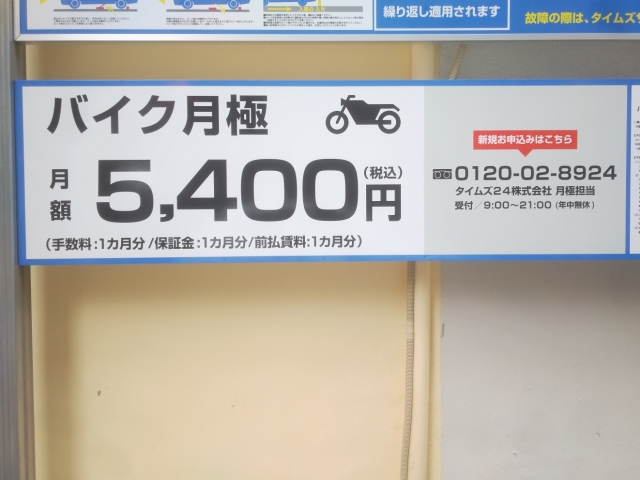 繰り返し適用されます
故障の際は、タイムズサ
バイク月極
月額 5,400円 (税込)
(手数料:1カ月分/保証金:1カ月分/前払賃料:1カ月分)
新規お申込みはこちら
0120-02-8924
タイムズ24株式会社 月極担当
受付/9:00~21:00 (年中無休)